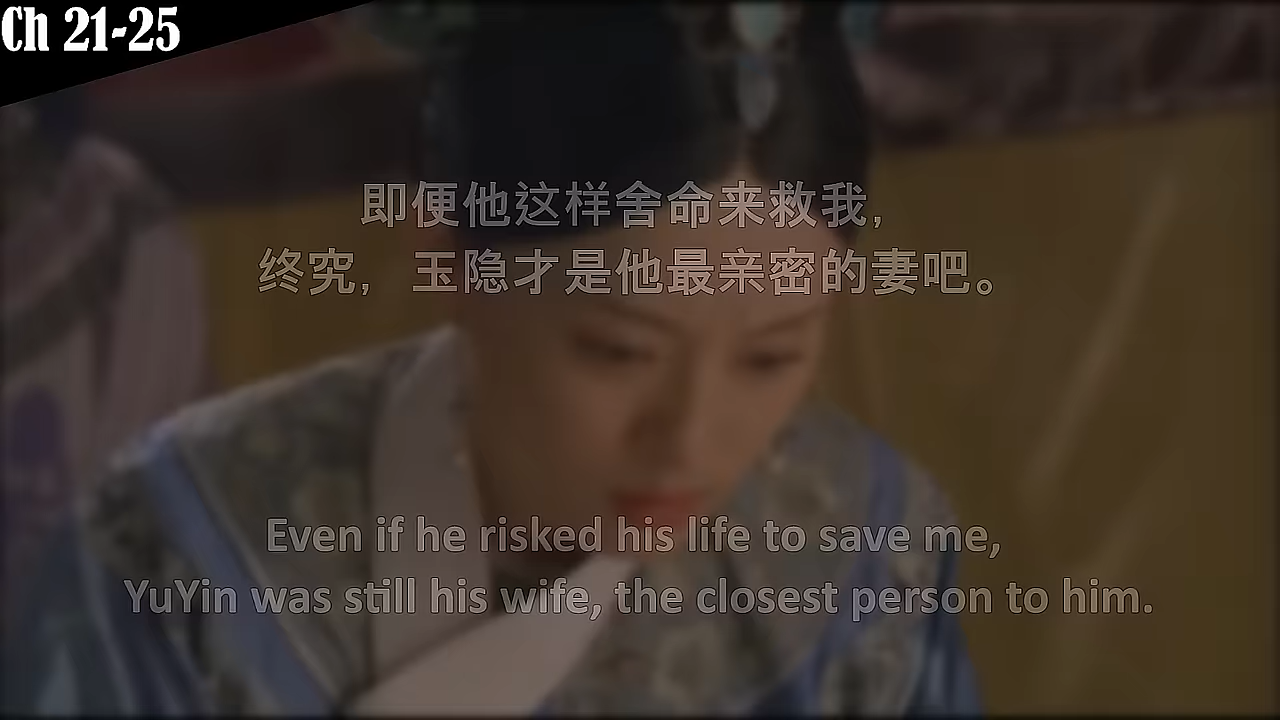 Ch 21-25
即便他这样舍命来救我,
终究, 玉隐才是他最亲密的妻吧。
Even if he risked his life to save me,
YuYin was still his wife, the closest person to him.